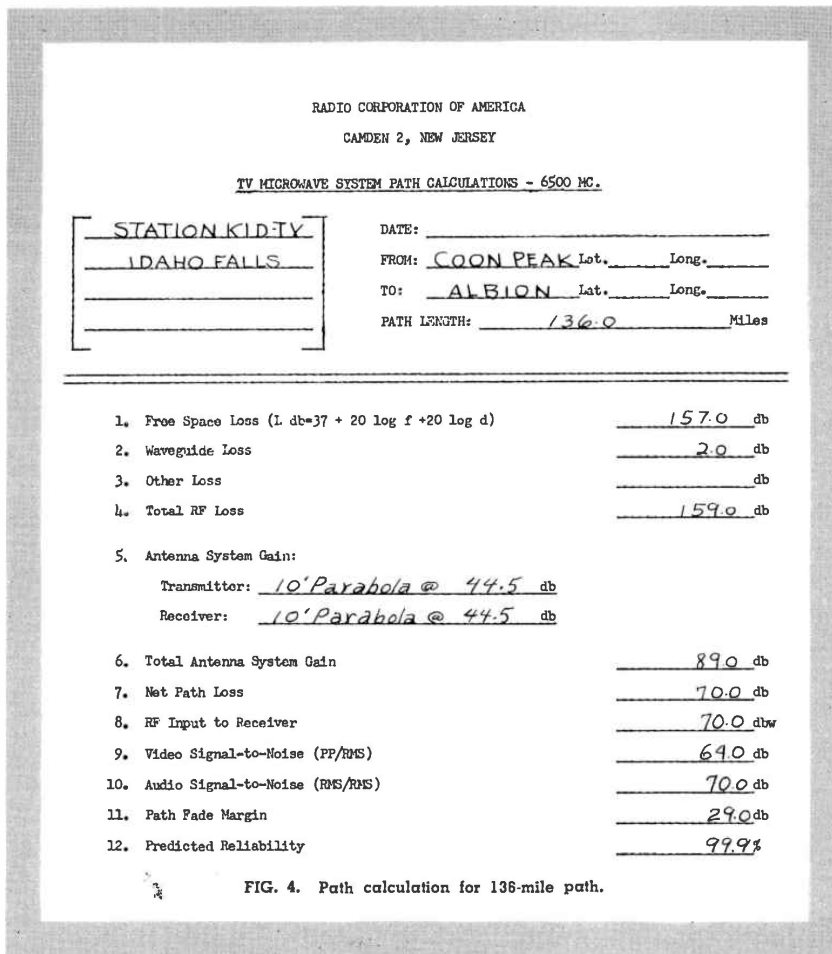 RADIO CORPORATION OF AMERICA
CAMDEN 2, NEW JERSEY
TV MICROWAVE SYSTEM PATH CALCULATIONS - 6500 MC.
STATION KID-TV
IDAHO FALLS
DATE:
FROM: COON PEAK Lat. Long.
TO: ALBION Lat. Long.
PATH LENGTH: 136.0 Miles
1. Free Space Loss (L db=37 + 20 log f +20 log d) 157.0 db
2. Waveguide Loss 2.0 db
3. Other Loss db
4. Total RF Loss 159.0 db
5. Antenna System Gain:
Transmitter: 10' Parabola @ 44.5 db
Receiver: 10' Parabola @ 44.5 db
6. Total Antenna System Gain 89.0 db
7. Net Path Loss 70.0 db
8. RF Input to Receiver 70.0 dbw
9. Video Signal-to-Noise (PP/RMS) 69.0 db
10. Audio Signal-to-Noise (RMS/RMS) 70.0 db
11. Path Fade Margin 29.0 db
12. Predicted Reliability 99.9%
FIG. 4. Path calculation for 136-mile path.